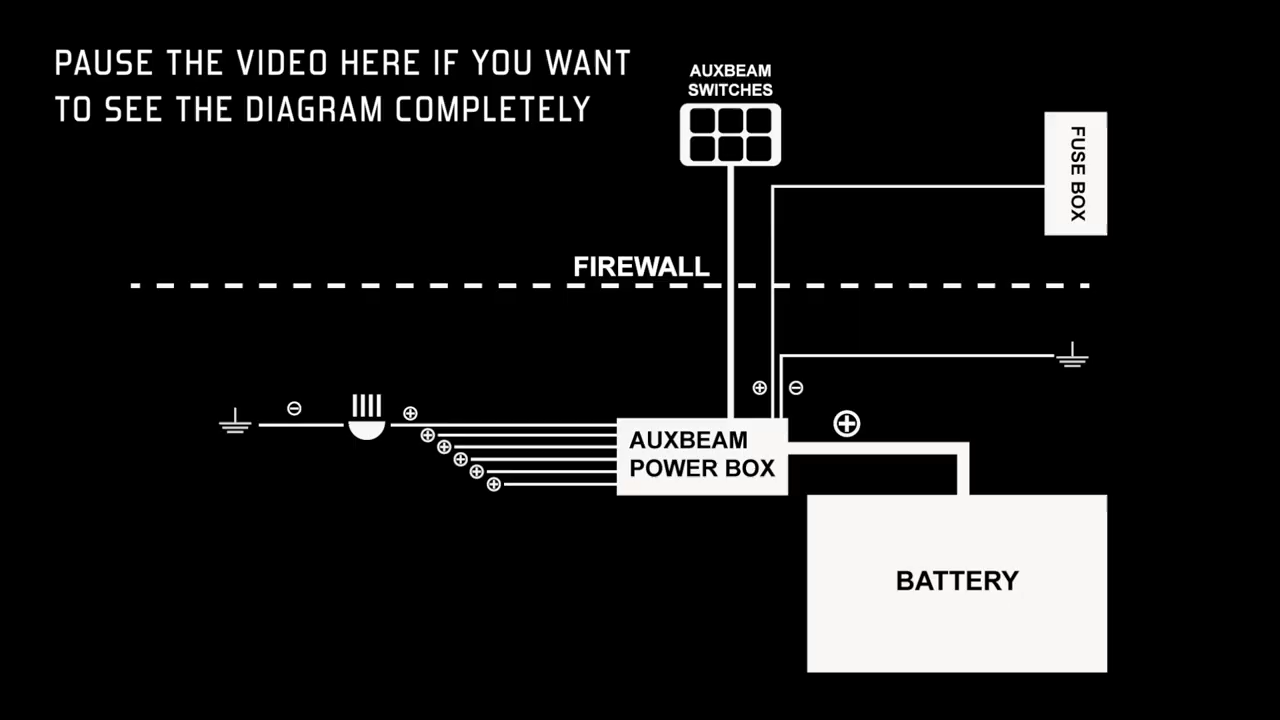 PAUSE THE VIDEO HERE IF YOU WANT
TO SEE THE DIAGRAM COMPLETELY
AUXBEAM
SWITCHES
FUSE BOX
FIREWALL
AUXBEAM
POWER BOX
BATTERY